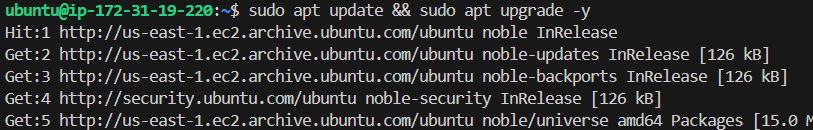 ubuntu@ip-172-31-19-220:~$ sudo apt update && sudo apt upgrade -y
Hit:1 http://us-east-1.ec2.archive.ubuntu.com/ubuntu noble InRelease
Get:2 http://us-east-1.ec2.archive.ubuntu.com/ubuntu noble-updates InRelease [126 kB]
Get:3 http://us-east-1.ec2.archive.ubuntu.com/ubuntu noble-backports InRelease [126 kB]
Get:4 http://security.ubuntu.com/ubuntu noble-security InRelease [126 kB]
Get:5 http://us-east-1.ec2.archive.ubuntu.com/ubuntu noble/universe amd64 Packages [15.0 M